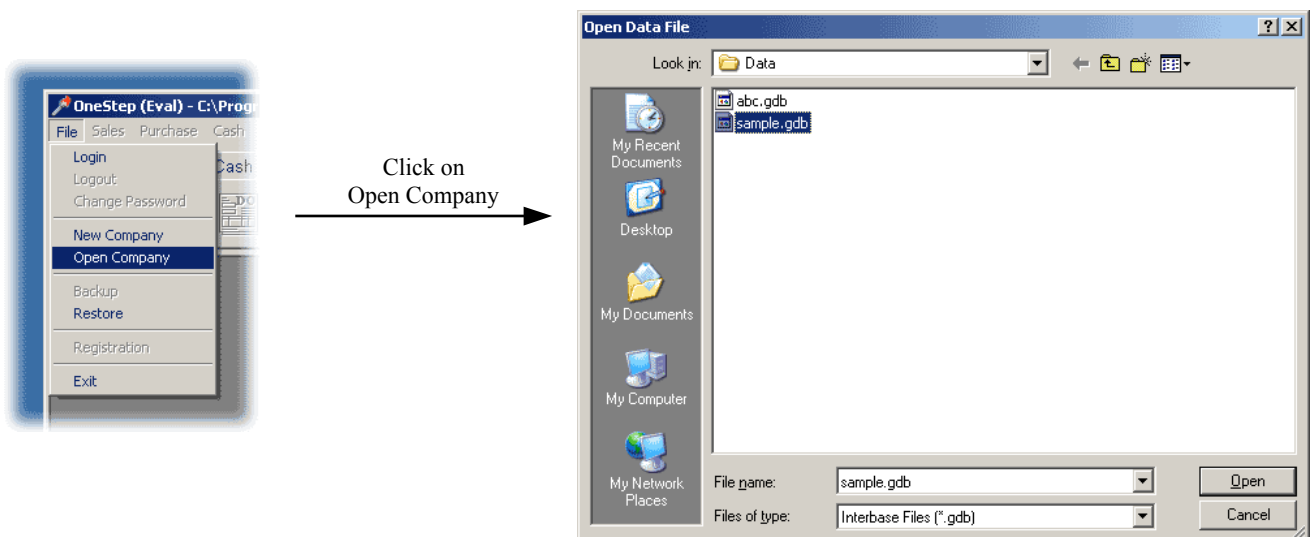 OneStep (Eval) - C:\Progr
File Sales Purchase Cash
Login
Logout
Change Password
New Company
Open Company
Backup
Restore
Registration
Exit
Cash
Click on
Open Company
Open Data File
Look in: Data
abc.gdb
sample.gdb
My Recent
Documents
Desktop
My Documents
My Computer
My Network
Places
File name: sample.gdb Open
Files of type: Interbase Files (*.gdb) Cancel